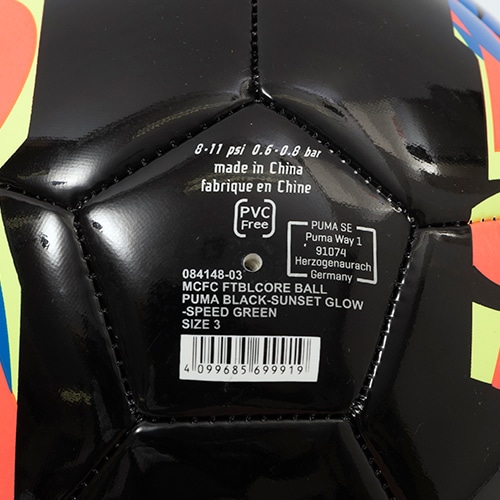 8-11 psi 0.6-0.8 bar
made in China
fabriqué en Chine
PVC
Free
PUMA SE
Puma Way 1
91074
Herzogenaurach
Germany
084148-03
MCFC FTBLCORE BALL
PUMA BLACK-SUNSET GLOW
-SPEED GREEN
SIZE 3
4 099685 699919